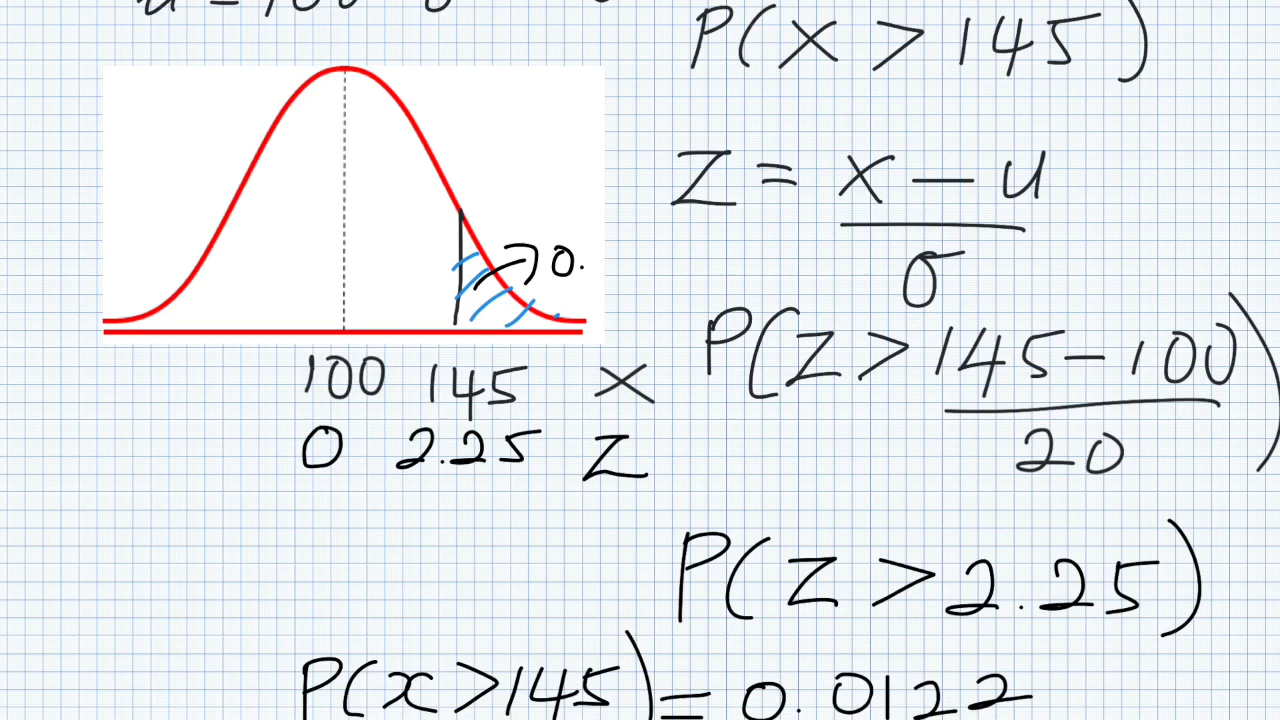 P(x > 145)
Z = x - u
σ
0.
P(Z > 145 - 100
20 )
100 145 x
0 2.25 Z
P(Z > 2.25)
P(x > 145) = 0.0122